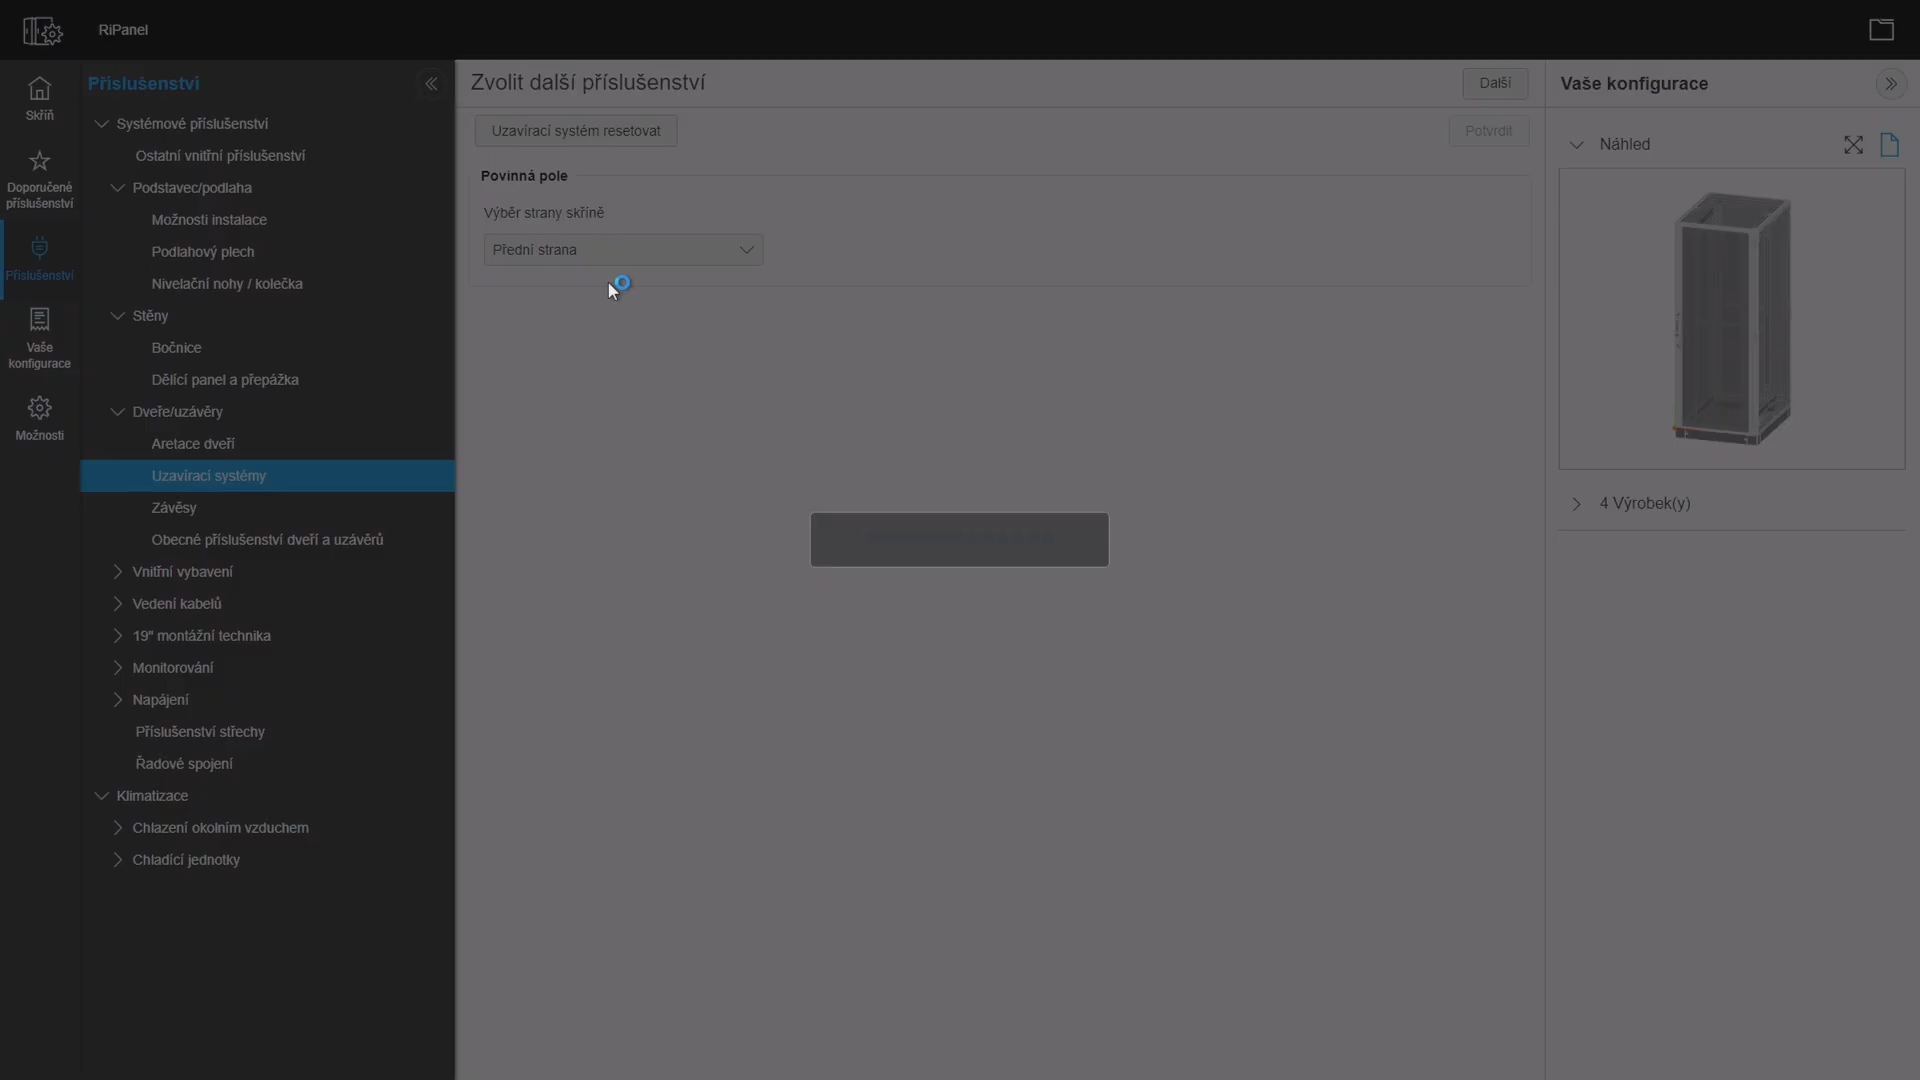 RiPanel
Skříň
Doporučené
příslušenství
Příslušenství
Vaše
konfigurace
Možnosti
Příslušenství
Systémové příslušenství
Ostatní vnitřní příslušenství
Podstavec/podlaha
Možnosti instalace
Podlahový plech
Nivelační nohy / kolečka
Stěny
Bočnice
Dělící panel a přepážka
Dveře/uzávěry
Aretace dveří
Uzavírací systémy
Závěsy
Obecné příslušenství dveří a uzávěrů
Vnitřní vybavení
Vedení kabelů
19" montážní technika
Monitorování
Napájení
Příslušenství střechy
Řadové spojení
Klimatizace
Chlazení okolním vzduchem
Chladící jednotky
Zvolit další příslušenství
Další
Uzavírací systém resetovat
Potvrdit
Povinná pole
Výběr strany skříně
Přední strana
Vaše konfigurace
Náhled
4 Výrobek(y)